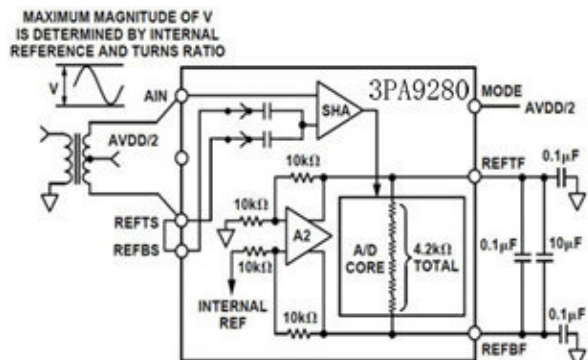 MAXIMUM MAGNITUDE OF V
IS DETERMINED BY INTERNAL
REFERENCE AND TURNS RATIO
V
AIN
AVDD/2
SHA
3PA9280
MODE
AVDD/2
REFTF
0.1μF
10kΩ
10kΩ
A2
REFTS
REFBS
10kΩ
A/D
CORE
4.2kΩ
TOTAL
0.1μF
10μF
INTERNAL
REF
10kΩ
0.1μF
REFBF